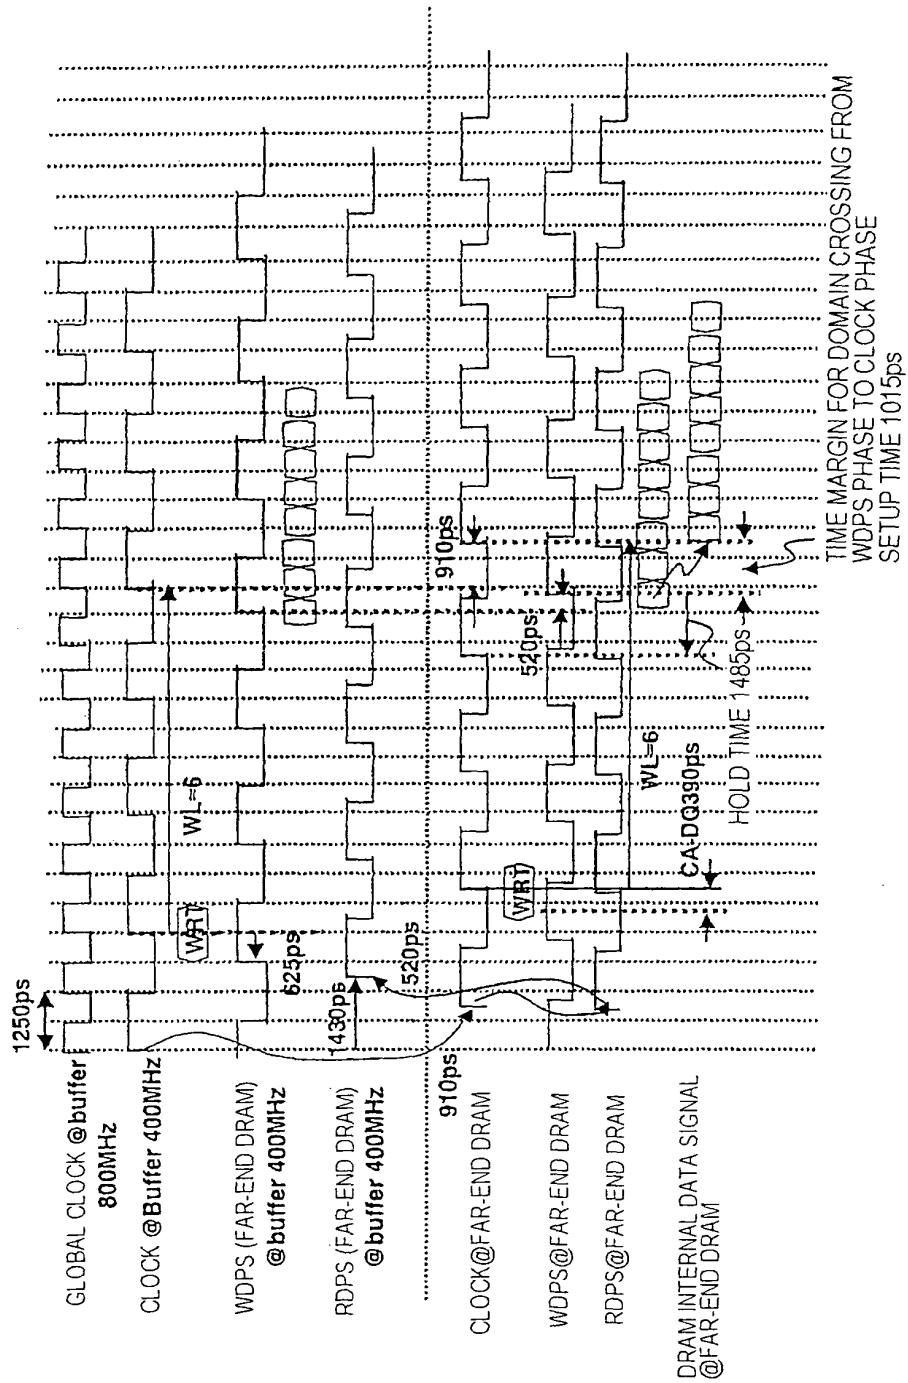 1250ps
GLOBAL CLOCK @buffer
800MHz
CLOCK @Buffer 400MHz
WRT
WL=6
WDPS (FAR-END DRAM)
@buffer 400MHz
625ps
RDPS (FAR-END DRAM)
@buffer 400MHz
1430ps
520ps
910ps
910ps
CLOCK@FAR-END DRAM
WRT
WDPS@FAR-END DRAM
520ps
RDPS@FAR-END DRAM
WL=6
DRAM INTERNAL DATA SIGNAL
@FAR-END DRAM
CA-DQ390ps
HOLD TIME 1485ps
TIME MARGIN FOR DOMAIN CROSSING FROM
WDPS PHASE TO CLOCK PHASE
SETUP TIME 1015ps